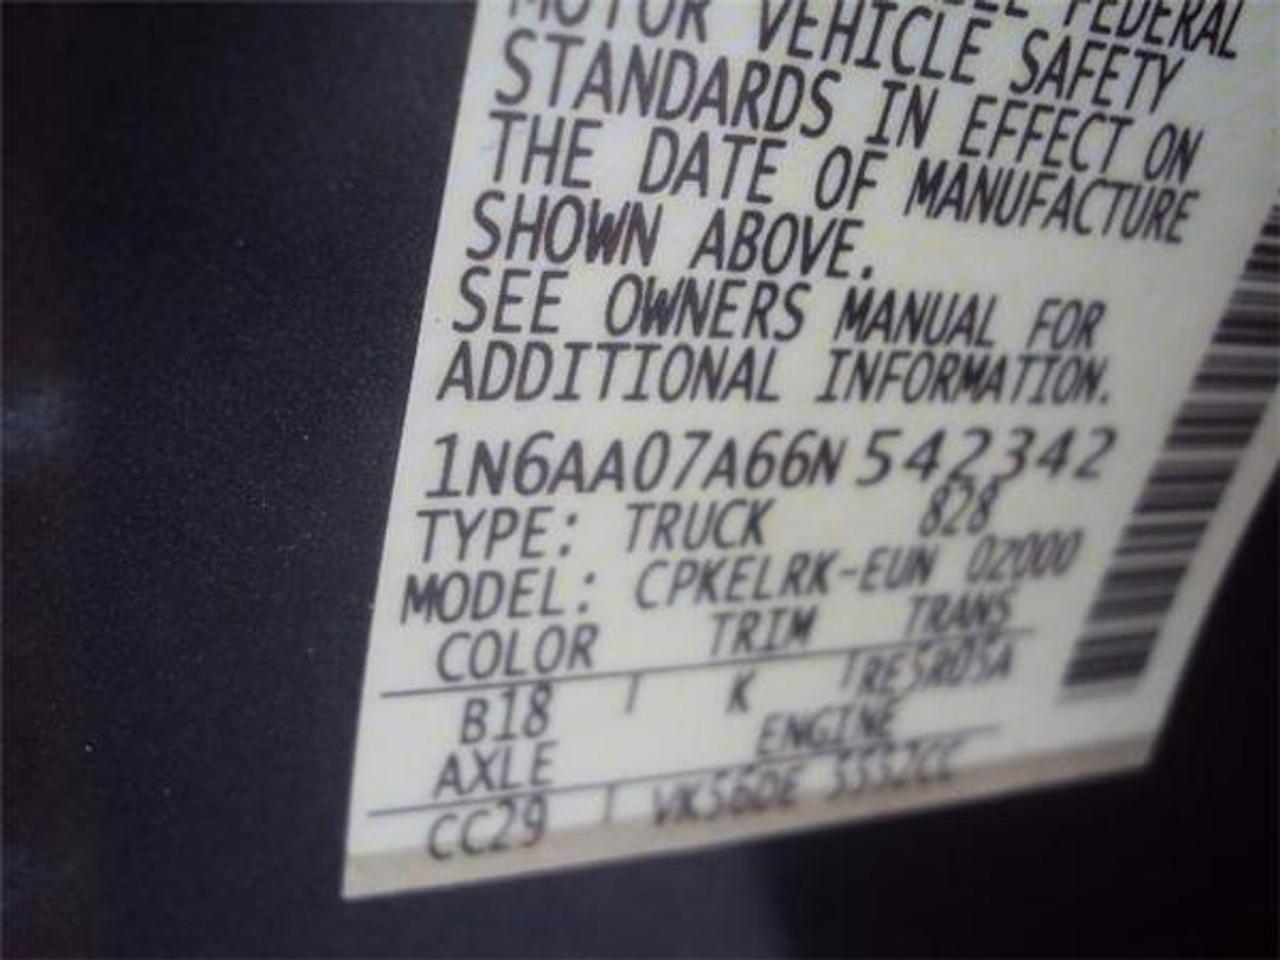 FEDERAL
MOTOR VEHICLE SAFETY
STANDARDS IN EFFECT ON
THE DATE OF MANUFACTURE
SHOWN ABOVE.
SEE OWNERS MANUAL FOR
ADDITIONAL INFORMATION.
1N6AA07A66N542342
TYPE: TRUCK 828
MODEL: CPKELRK-EUN 02000
COLOR TRIM TRANS
B18 K RE5R05A
AXLE ENGINE
CC29 VK56DE 5552CC